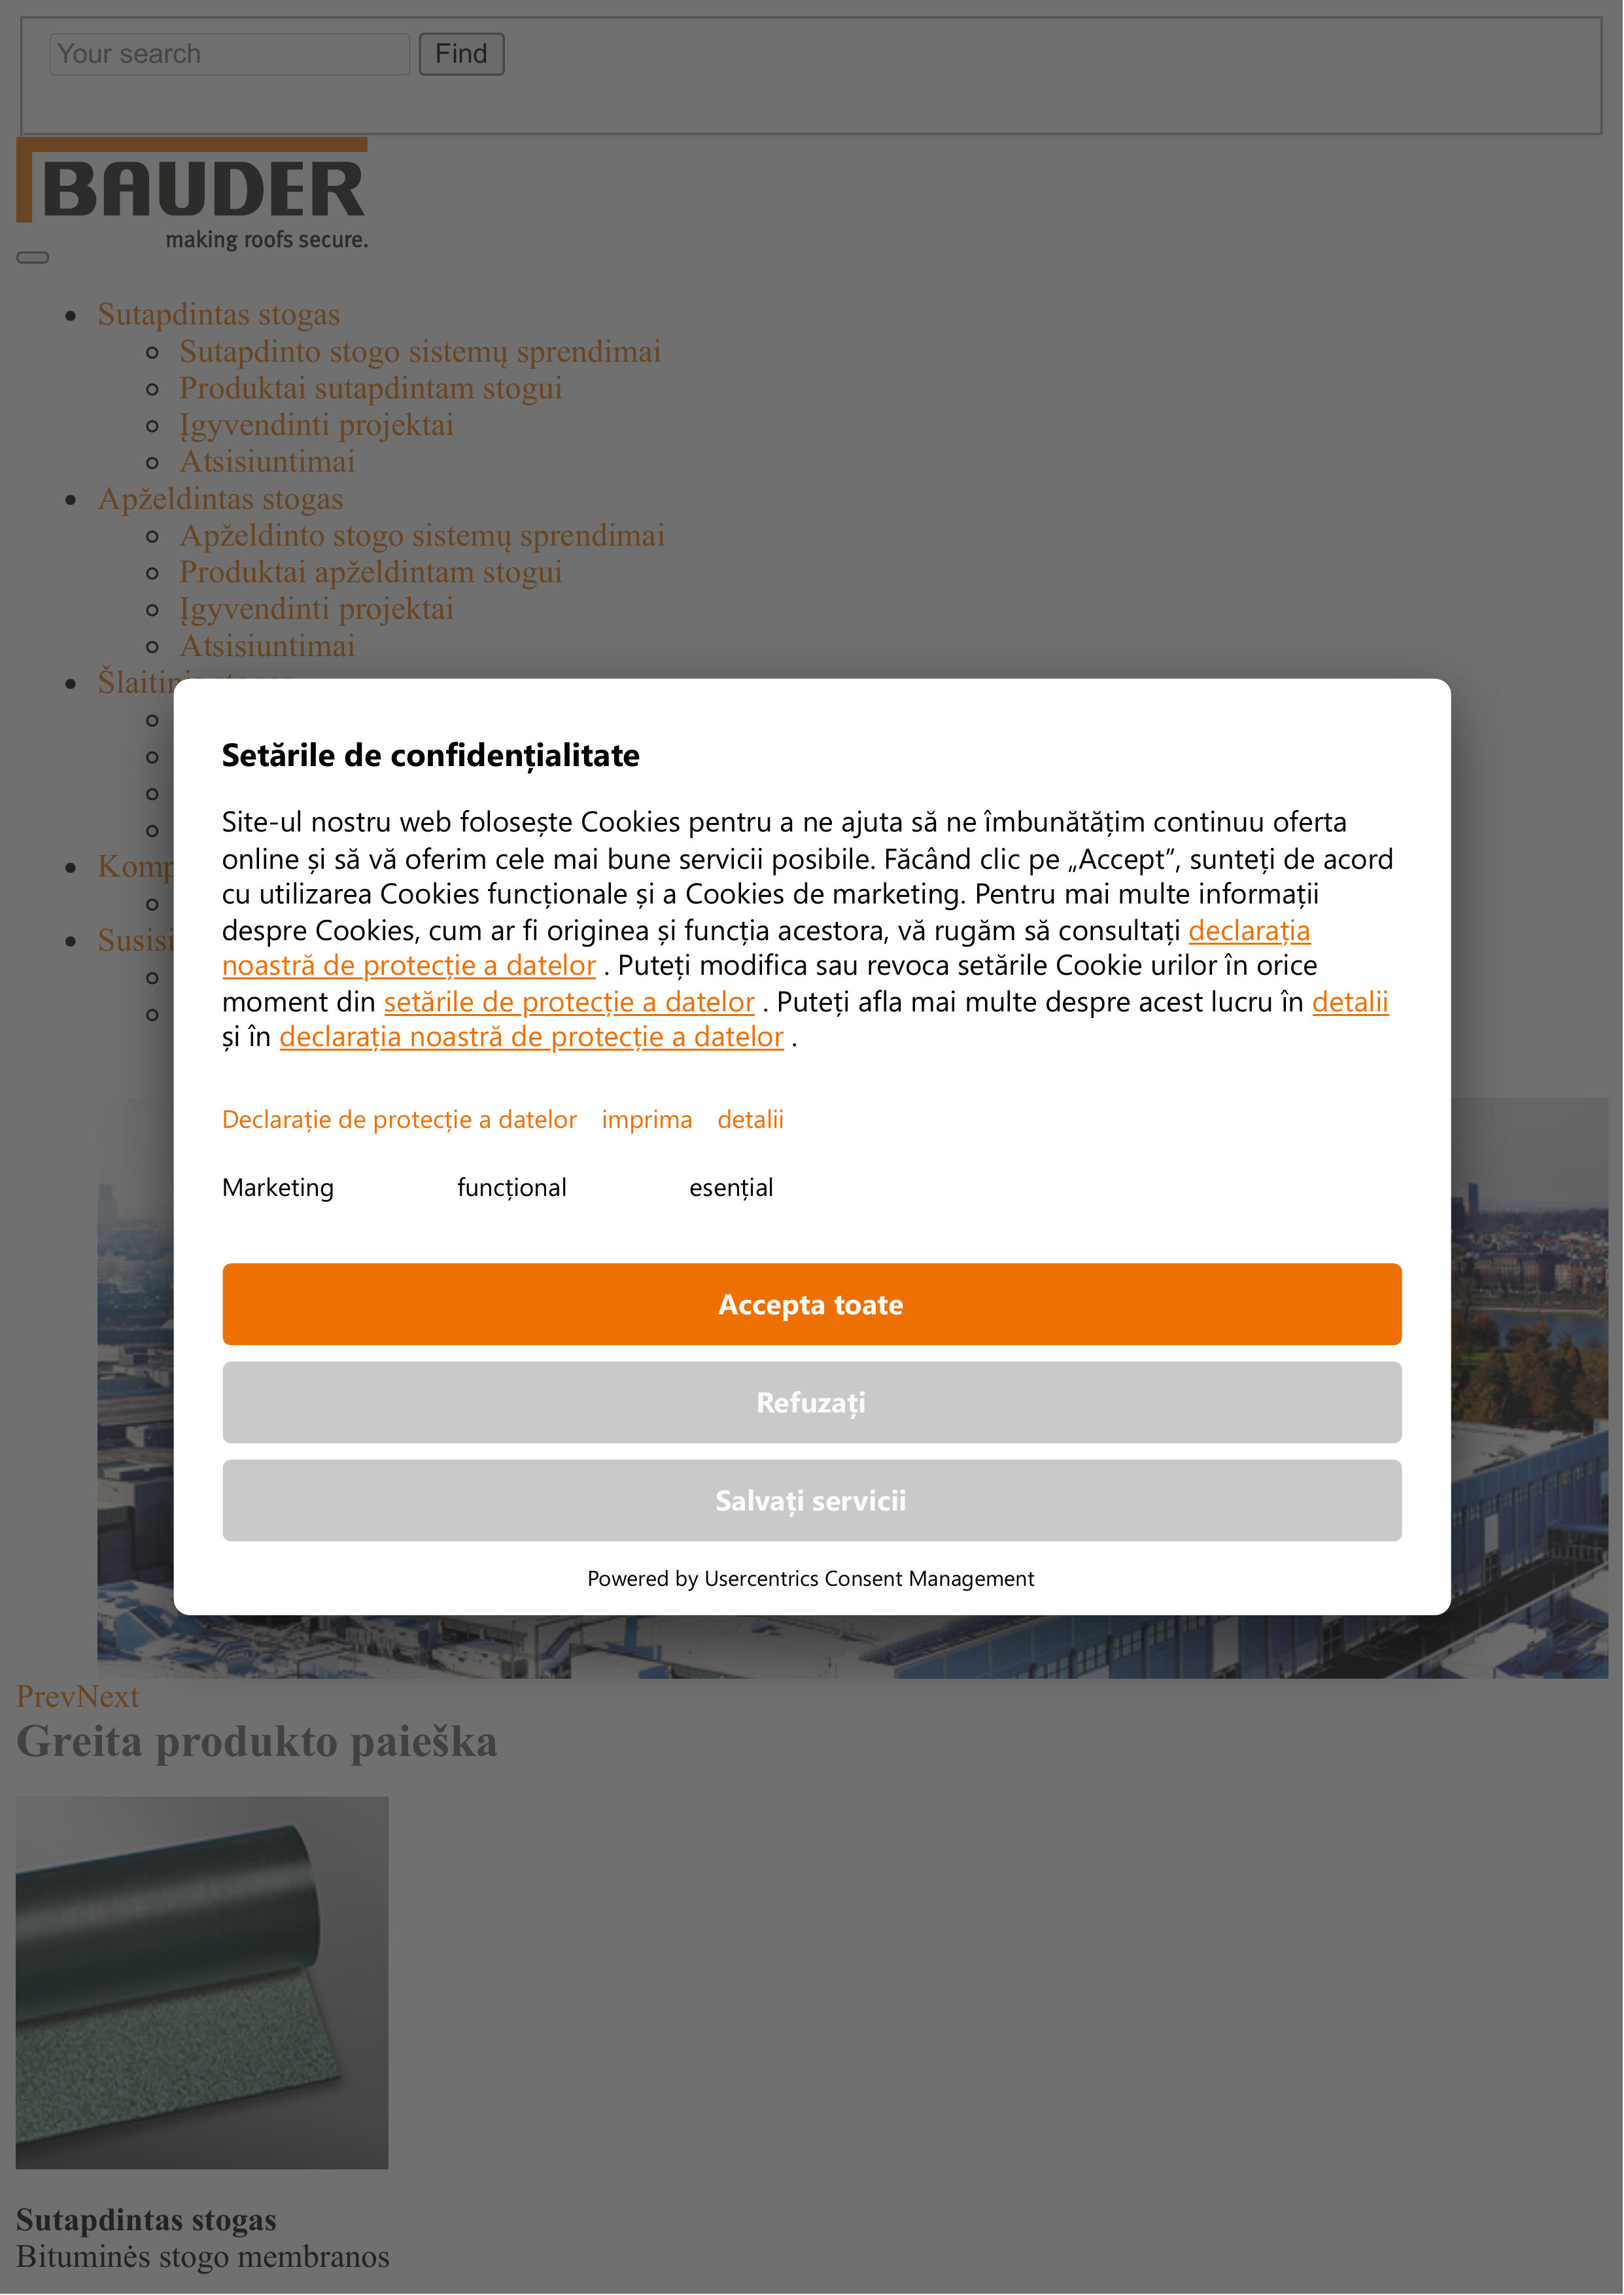 Your search Find
BAUDER
making roofs secure.
Sutapdintas stogas
Sutapdinto stogo sistemų sprendimai
Produktai sutapdintam stogui
Įgyvendinti projektai
Atsisiuntimai
Apželdintas stogas
Apželdinto stogo sistemų sprendimai
Produktai apželdintam stogui
Įgyvendinti projektai
Atsisiuntimai
Setările de confidențialitate
Site-ul nostru web folosește Cookies pentru a ne ajuta să ne îmbunătățim continuu oferta
online și să vă oferim cele mai bune servicii posibile. Făcând clic pe „Accept”, sunteți de acord
cu utilizarea Cookies funcționale și a Cookies de marketing. Pentru mai multe informații
despre Cookies, cum ar fi originea și funcția acestora, vă rugăm să consultați declarația
noastră de protecție a datelor . Puteți modifica sau revoca setările Cookie urilor în orice
moment din setările de protecție a datelor . Puteți afla mai multe despre acest lucru în detalii
și în declarația noastră de protecție a datelor .
Declarație de protecție a datelor imprima detalii
Marketing funcțional esențial
Accepta toate
Refuzați
Salvați servicii
Powered by Usercentrics Consent Management
PrevNext
Greita produkto paieška
Sutapdintas stogas
Bituminės stogo membranos